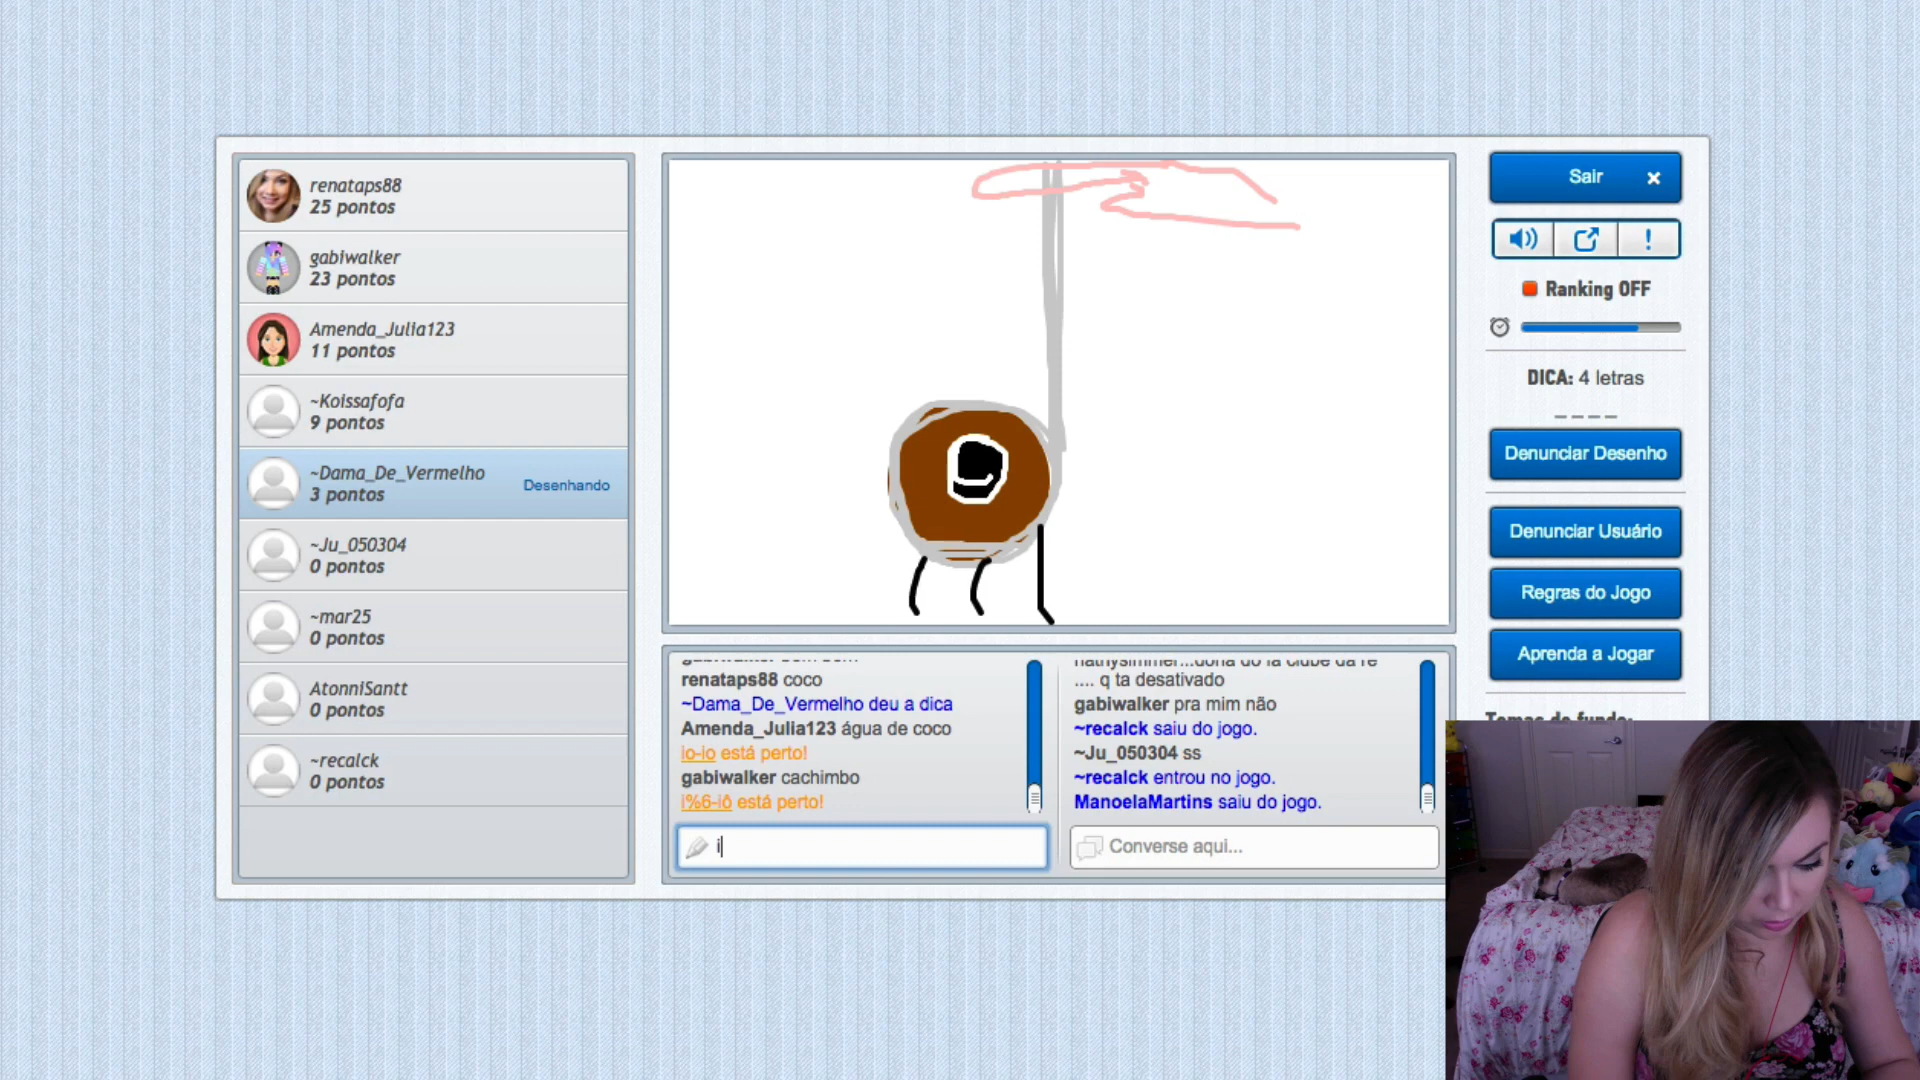 renataps88
25 pontos
gabiwalker
23 pontos
Amenda_Julia123
11 pontos
~Koissafofa
9 pontos
~Dama_De_Vermelho
3 pontos
Desenhando
~Ju_050304
0 pontos
~mar25
0 pontos
AtonniSantt
0 pontos
~recalck
0 pontos
renataps88 coco
~Dama_De_Vermelho deu a dica
Amenda_Julia123 água de coco
io-io está perto!
gabiwalker cachimbo
i%6-iô está perto!
i
.... q ta desativado
gabiwalker pra mim não
~recalck saiu do jogo.
~Ju_050304 ss
~recalck entrou no jogo.
ManoelaMartins saiu do jogo.
Converse aqui...
Sair x
!
Ranking OFF
DICA: 4 letras
_ _ _ _
Denunciar Desenho
Denunciar Usuário
Regras do Jogo
Aprenda a Jogar
Temas de fundo: